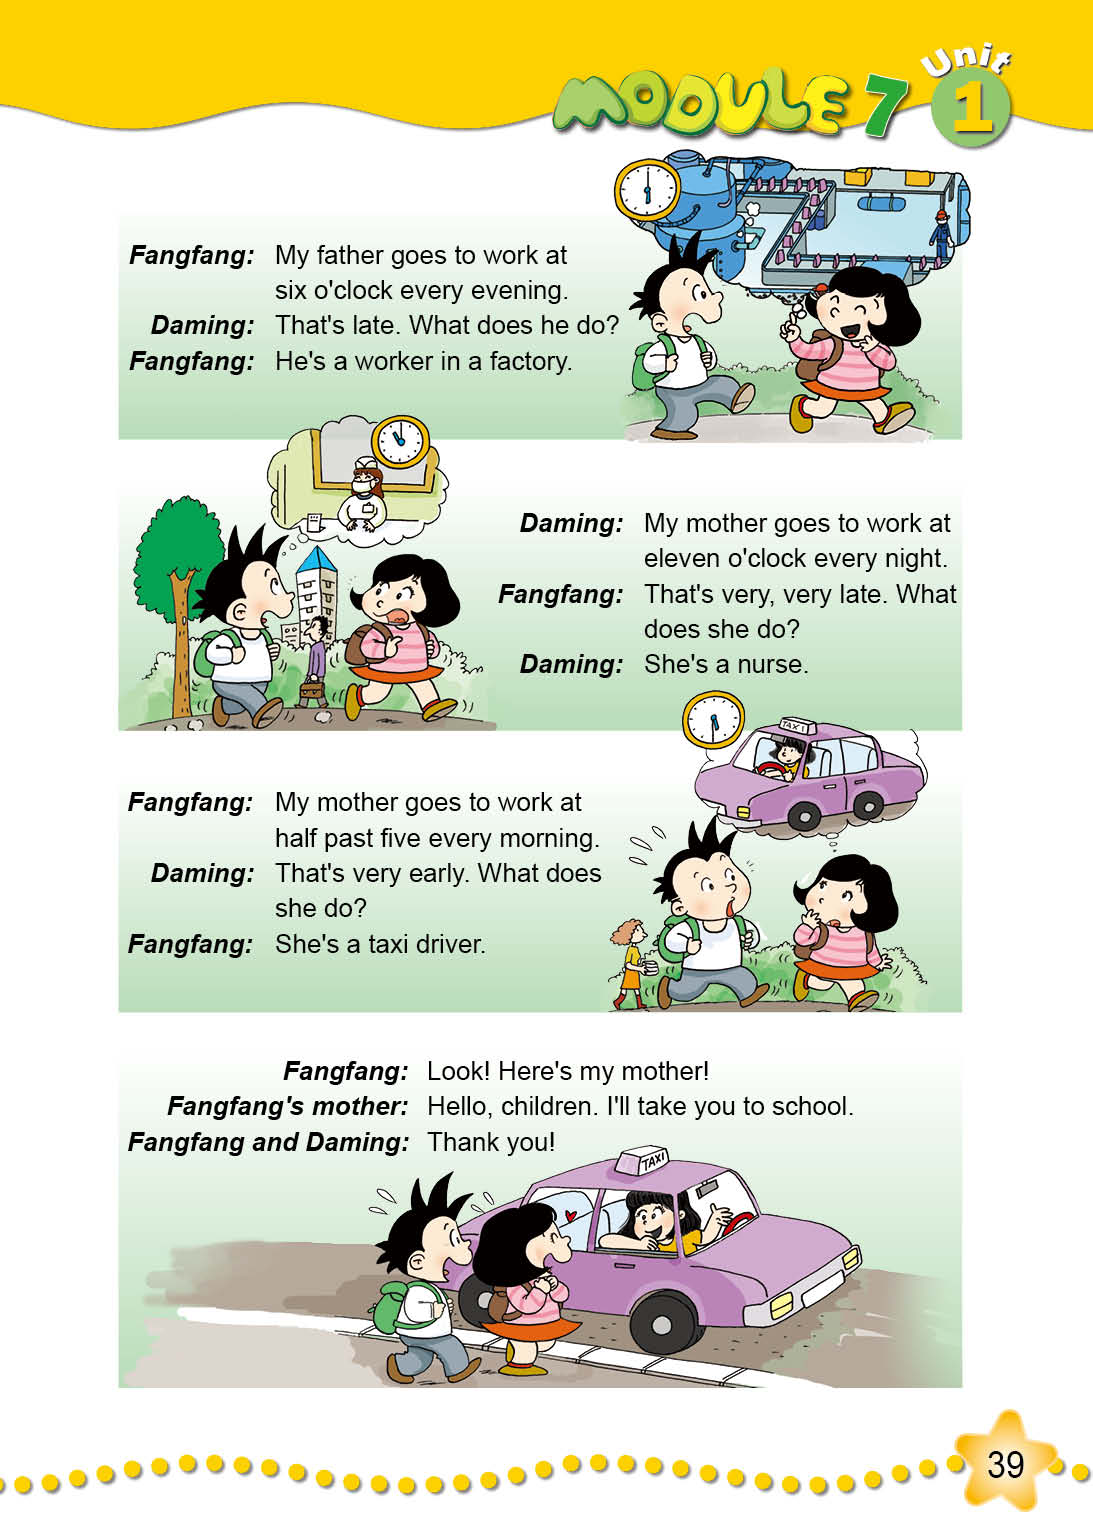 MODULE 7 Unit 1
Fangfang: My father goes to work at
six o'clock every evening.
Daming: That's late. What does he do?
Fangfang: He's a worker in a factory.
Daming: My mother goes to work at
eleven o'clock every night.
Fangfang: That's very, very late. What
does she do?
Daming: She's a nurse.
TAXI
Fangfang: My mother goes to work at
half past five every morning.
Daming: That's very early. What does
she do?
Fangfang: She's a taxi driver.
Fangfang: Look! Here's my mother!
Fangfang's mother: Hello, children. I'll take you to school.
Fangfang and Daming: Thank you!
TAXI
39